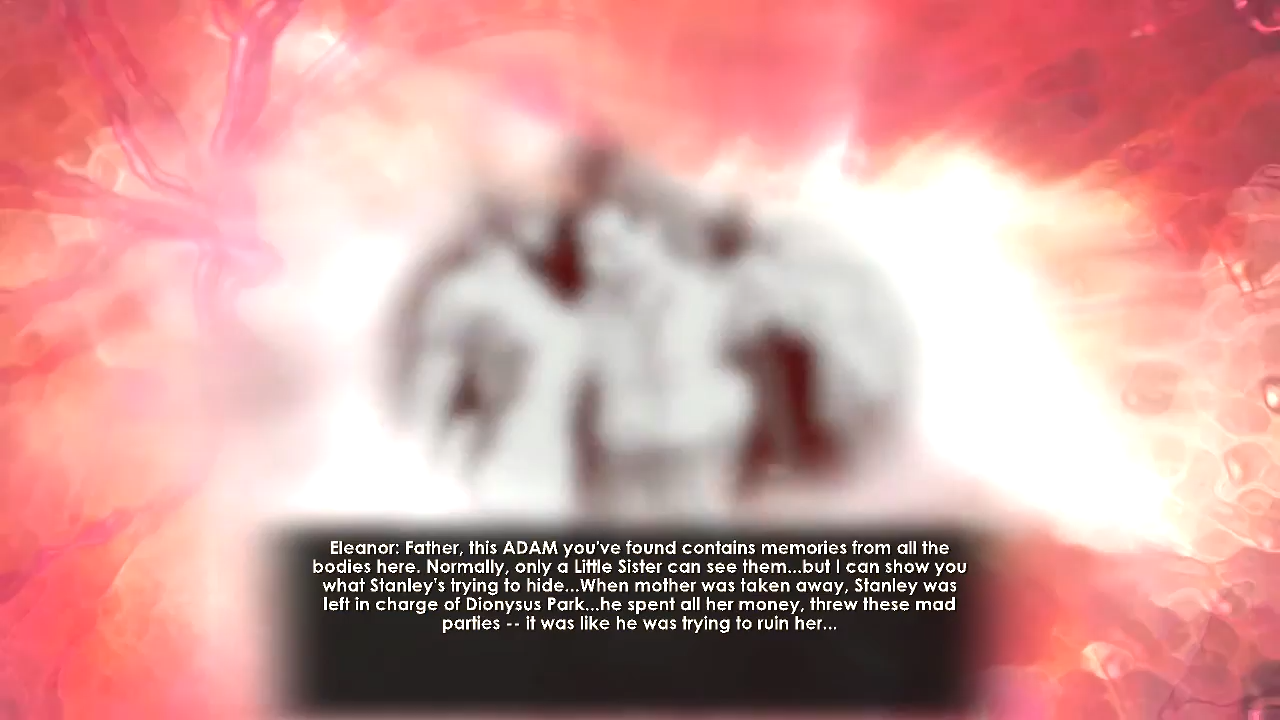 Eleanor: Father, this ADAM you've found contains memories from all the
bodies here. Normally, only a Little Sister can see them...but I can show you
what Stanley's trying to hide...When mother was taken away, Stanley was
left in charge of Dionysus Park...he spent all her money, threw these mad
parties -- it was like he was trying to ruin her...